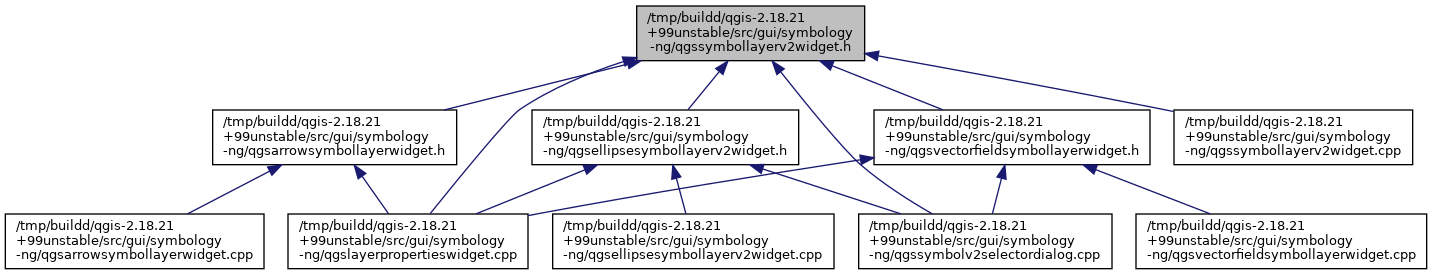 /tmp/buildd/qgis-2.18.21
+99unstable/src/gui/symbology
-ng/qgssymbollayerv2widget.h
/tmp/buildd/qgis-2.18.21
+99unstable/src/gui/symbology
-ng/qgsarrowsymbollayerwidget.h
/tmp/buildd/qgis-2.18.21
+99unstable/src/gui/symbology
-ng/qgsellipsesymbollayerv2widget.h
/tmp/buildd/qgis-2.18.21
+99unstable/src/gui/symbology
-ng/qgsvectorfieldsymbollayerwidget.h
/tmp/buildd/qgis-2.18.21
+99unstable/src/gui/symbology
-ng/qgssymbollayerv2widget.cpp
/tmp/buildd/qgis-2.18.21
+99unstable/src/gui/symbology
-ng/qgsarrowsymbollayerwidget.cpp
/tmp/buildd/qgis-2.18.21
+99unstable/src/gui/symbology
-ng/qgslayerpropertieswidget.cpp
/tmp/buildd/qgis-2.18.21
+99unstable/src/gui/symbology
-ng/qgsellipsesymbollayerv2widget.cpp
/tmp/buildd/qgis-2.18.21
+99unstable/src/gui/symbology
-ng/qgssymbolv2selectordialog.cpp
/tmp/buildd/qgis-2.18.21
+99unstable/src/gui/symbology
-ng/qgsvectorfieldsymbollayerwidget.cpp